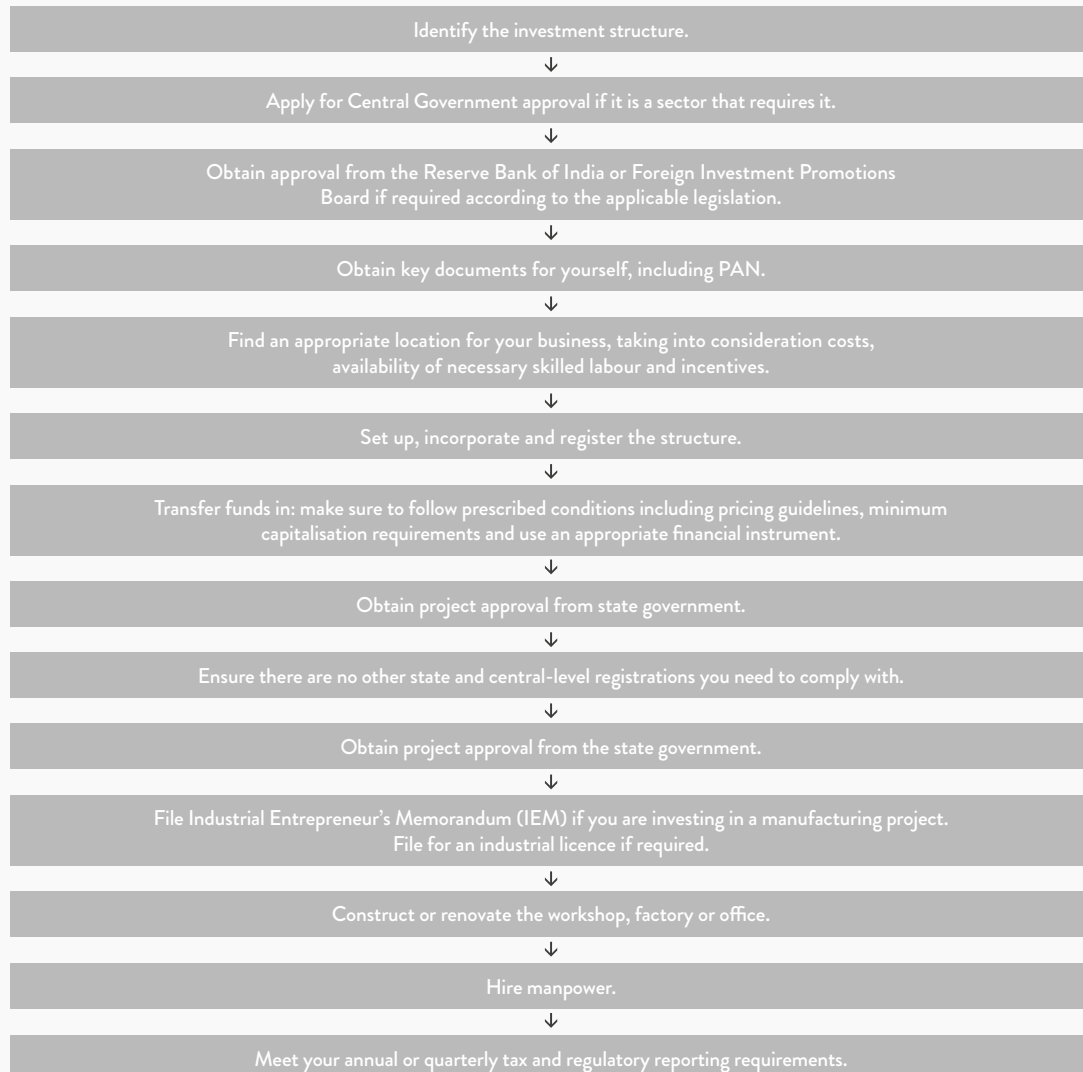 Identify the investment structure.
↓
Apply for Central Government approval if it is a sector that requires it.
↓
Obtain approval from the Reserve Bank of India or Foreign Investment Promotions
Board if required according to the applicable legislation.
↓
Obtain key documents for yourself, including PAN.
↓
Find an appropriate location for your business, taking into consideration costs,
availability of necessary skilled labour and incentives.
↓
Set up, incorporate and register the structure.
↓
Transfer funds in: make sure to follow prescribed conditions including pricing guidelines, minimum
capitalisation requirements and use an appropriate financial instrument.
↓
Obtain project approval from state government.
↓
Ensure there are no other state and central-level registrations you need to comply with.
↓
Obtain project approval from the state government.
↓
File Industrial Entrepreneur’s Memorandum (IEM) if you are investing in a manufacturing project.
File for an industrial licence if required.
↓
Construct or renovate the workshop, factory or office.
↓
Hire manpower.
↓
Meet your annual or quarterly tax and regulatory reporting requirements.